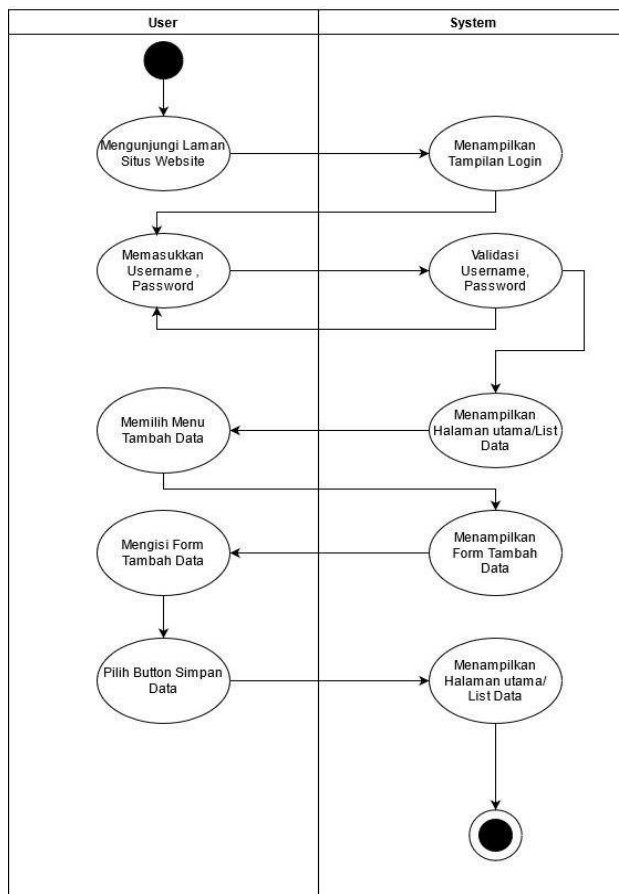 User
System
Mengunjungi Laman
Situs Website
Menampilkan
Tampilan Login
Memasukkan
Username ,
Password
Validasi
Username,
Password
Memilih Menu
Tambah Data
Menampilkan
Halaman utama/List
Data
Mengisi Form
Tambah Data
Menampilkan
Form Tambah
Data
Pilih Button Simpan
Data
Menampilkan
Halaman utama/
List Data